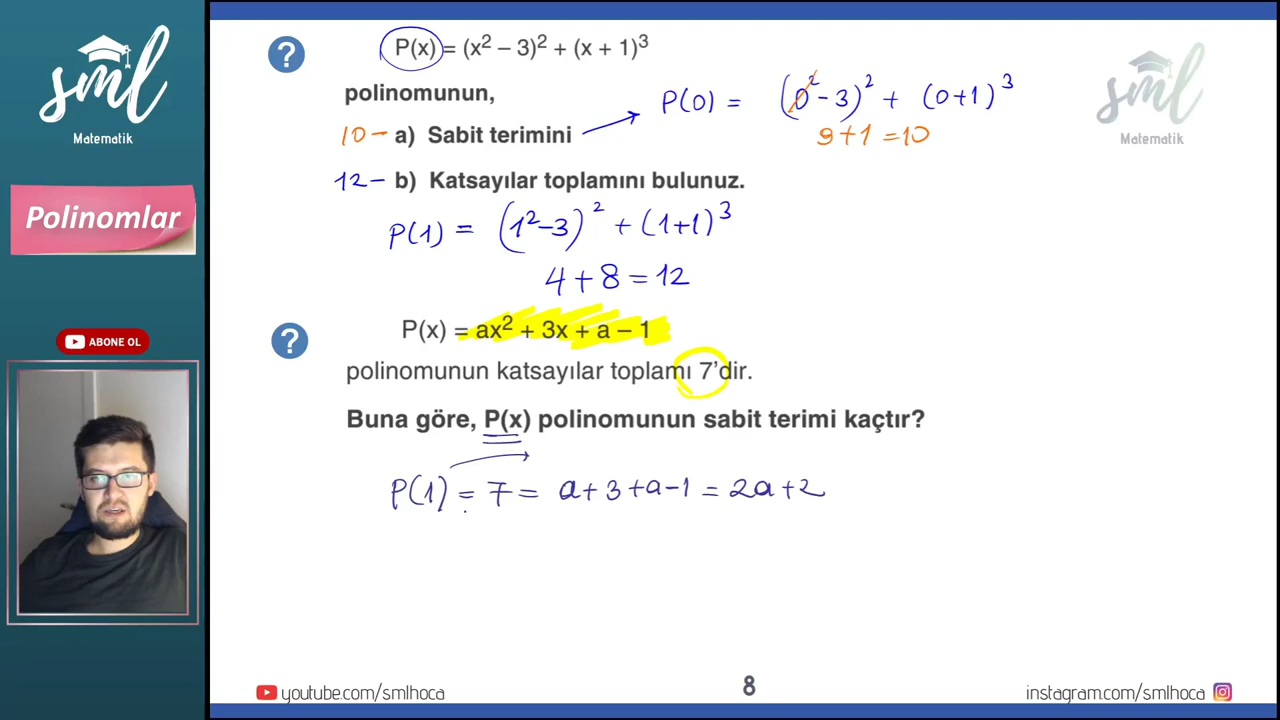 sml
Matematik
Polinomlar
ABONE OL
?
P(x) = (x² – 3)² + (x + 1)³
polinomunun,
10- a) Sabit terimini
P(0) = (0² - 3)² + (0+1)³
9+1 =10
12- b) Katsayılar toplamını bulunuz.
P(1) = (1²-3)² + (1+1)³
4+8 =12
sml
Matematik
?
P(x) = ax² + 3x + a – 1
polinomunun katsayılar toplamı 7'dir.
Buna göre, P(x) polinomunun sabit terimi kaçtır?
P(1) = 7 = a+3+a-1 = 2a+2
youtube.com/smlhoca
8
instagram.com/smlhoca